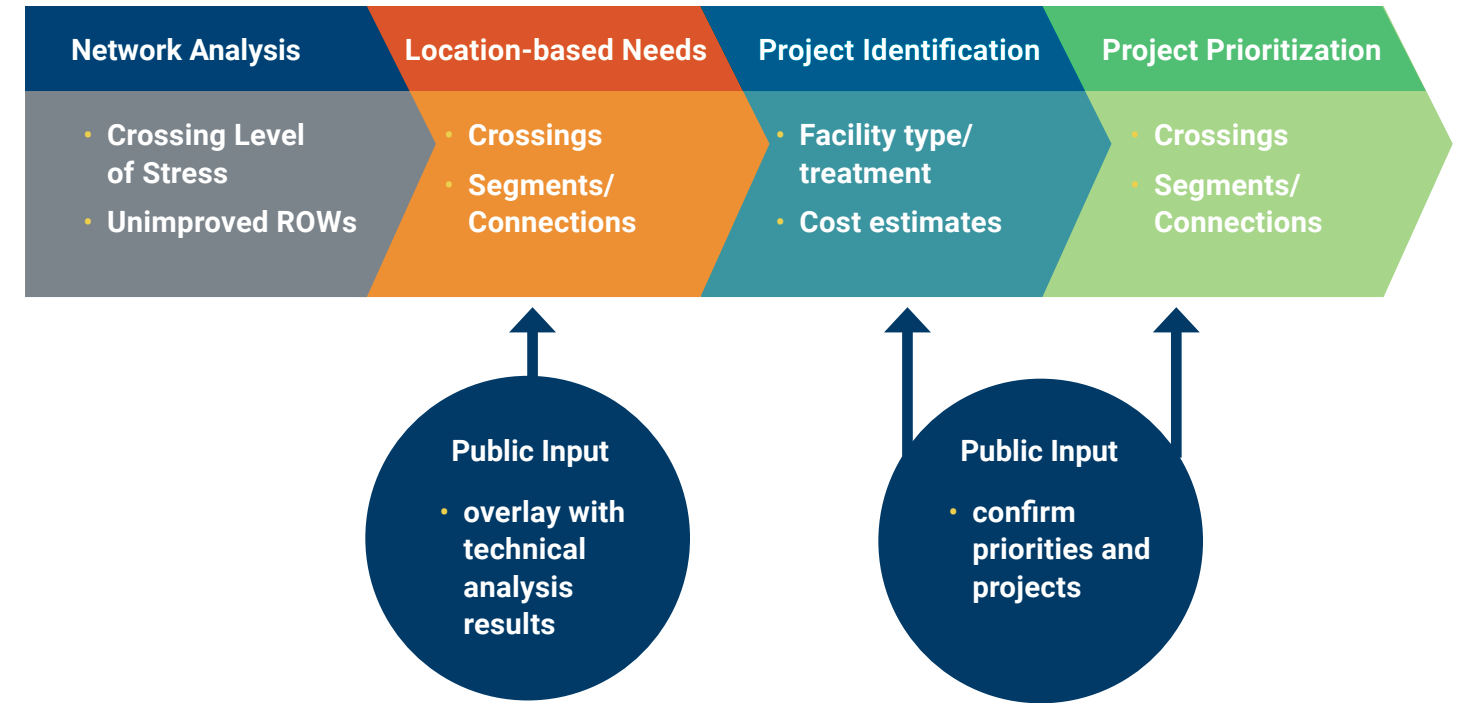 Network Analysis
• Crossing Level
of Stress
• Unimproved ROWs
Location-based Needs
• Crossings
• Segments/
Connections
Project Identification
• Facility type/
treatment
• Cost estimates
Project Prioritization
• Crossings
• Segments/
Connections
Public Input
• overlay with
technical
analysis
results
Public Input
• confirm
priorities and
projects